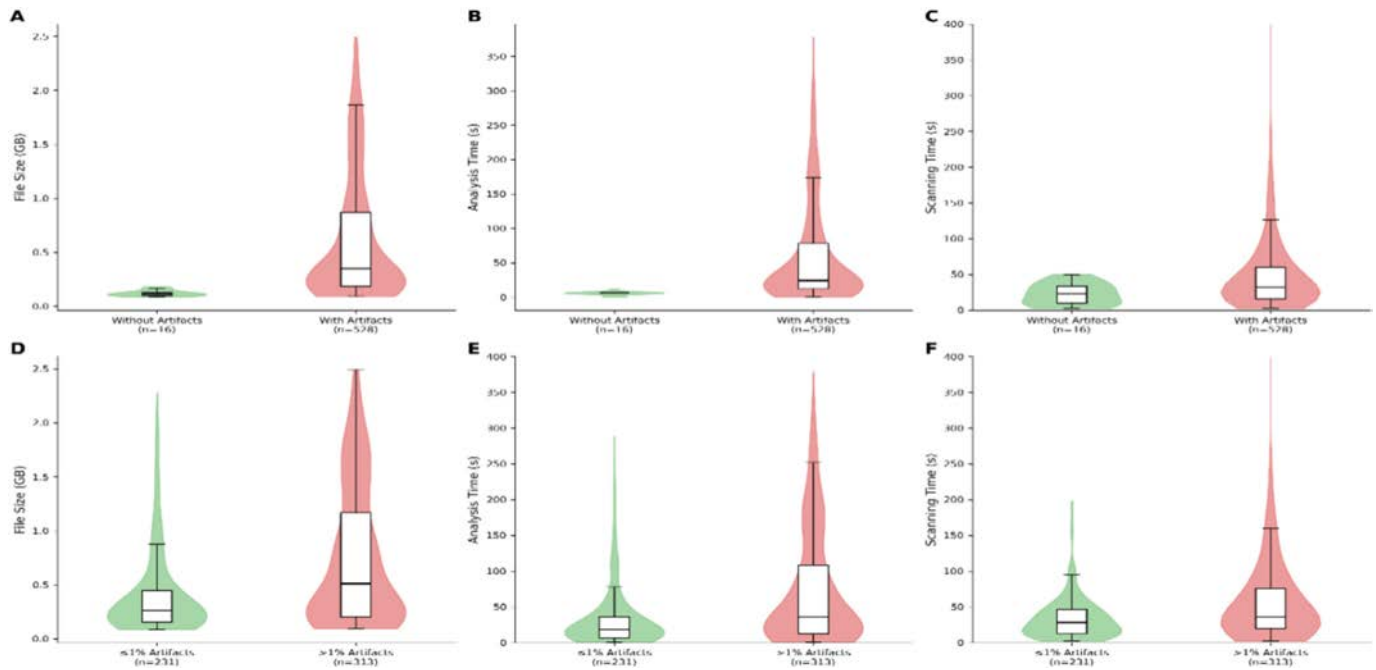 A
File Size (GB)
2.5
2.0
1.5
1.0
0.5
0.0
Without Artifacts
(n=16)
With Artifacts
(n=528)
B
Analysis Time (s)
350
300
250
200
150
100
50
0
Without Artifacts
(n=16)
With Artifacts
(n=528)
C
Scanning Time (s)
400
350
300
250
200
150
100
50
0
Without Artifacts
(n=16)
With Artifacts
(n=528)
D
File Size (GB)
2.5
2.0
1.5
1.0
0.5
0.0
≤1% Artifacts
(n=231)
>1% Artifacts
(n=313)
E
Analysis Time (s)
400
350
300
250
200
150
100
50
0
≤1% Artifacts
(n=231)
>1% Artifacts
(n=313)
F
Scanning Time (s)
400
350
300
250
200
150
100
50
0
≤1% Artifacts
(n=231)
>1% Artifacts
(n=313)